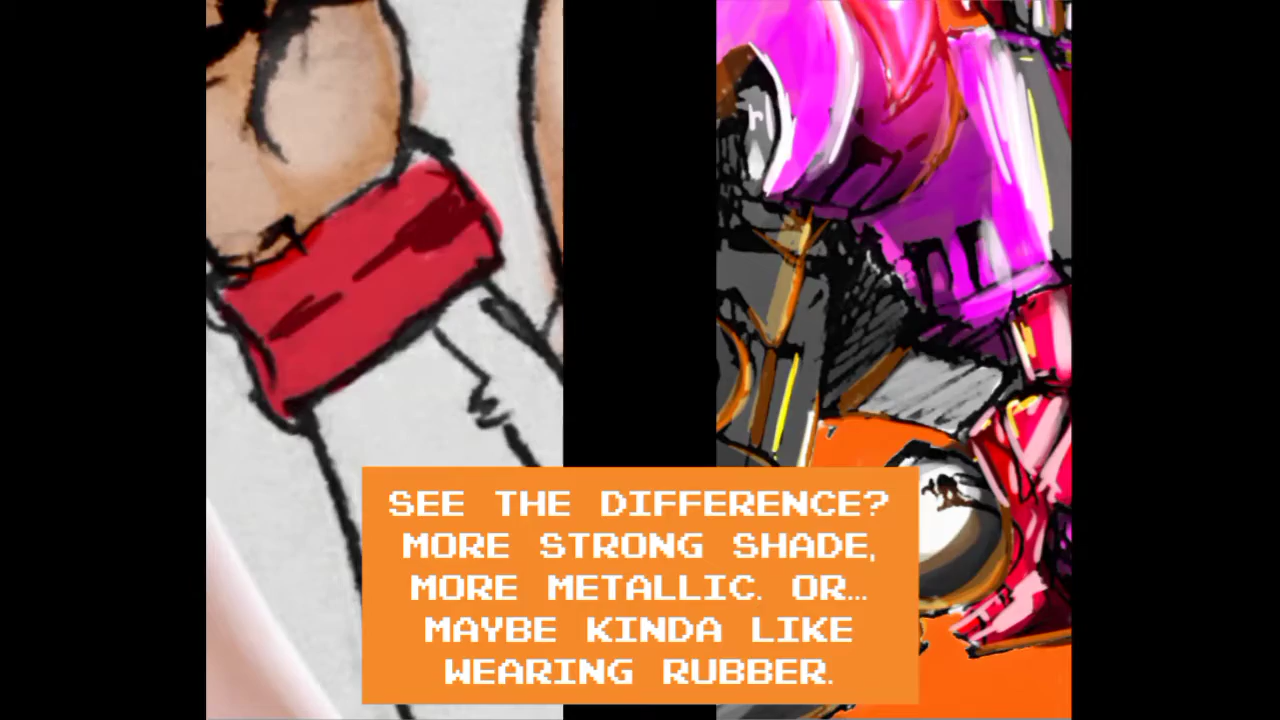 SEE THE DIFFERENCE?
MORE STRONG SHADE,
MORE METALLIC. OR...
MAYBE KINDA LIKE
WEARING RUBBER.